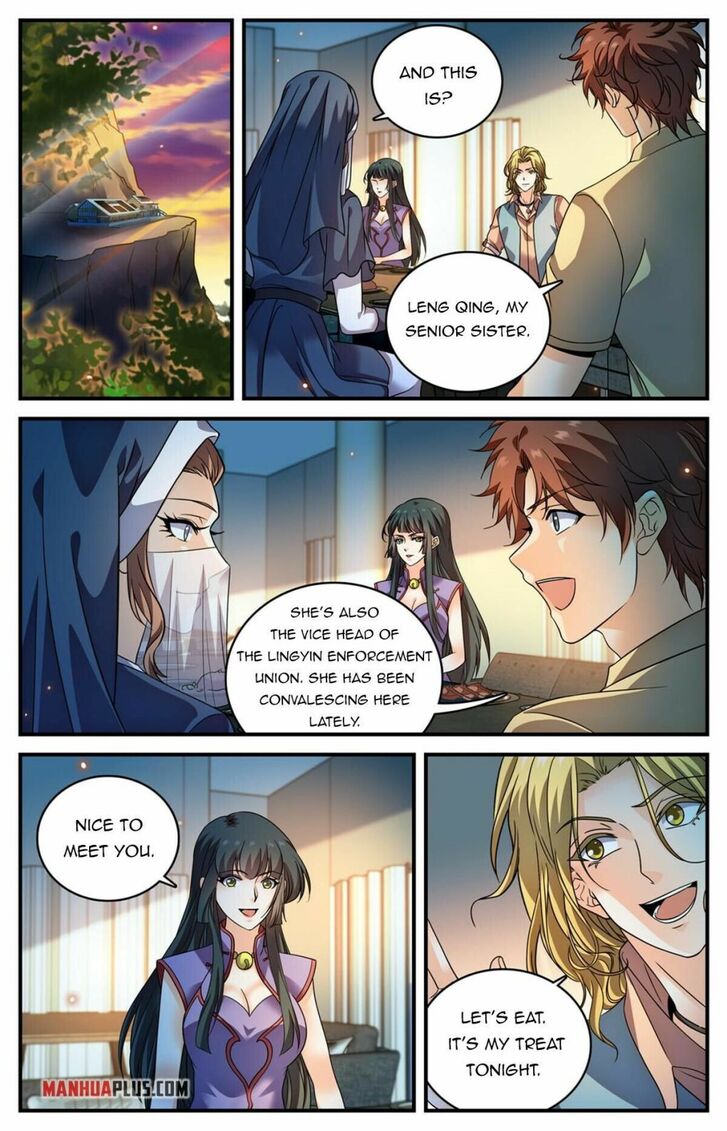 AND THIS
IS?
LENG QING, MY
SENIOR SISTER.
SHE'S ALSO
THE VICE HEAD OF
THE LINGYIN ENFORCEMENT
UNION. SHE HAS BEEN
CONVALESCING HERE
LATELY.
NICE TO
MEET YOU.
LET'S EAT.
IT'S MY TREAT
TONIGHT.
MANHUAPLUS.COM